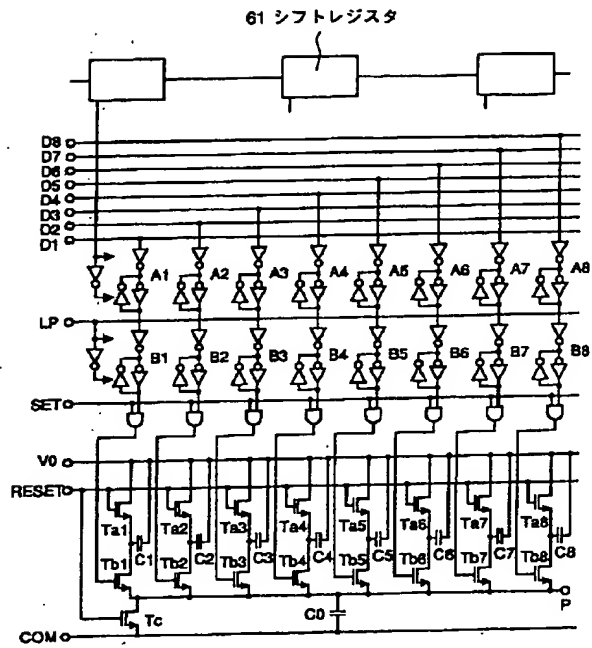 61 シフトレジスタ
D8
D7
D6
D5
D4
D3
D2
D1
A1 A2 A3 A4 A5 A6 A7 A8
LP
B1 B2 B3 B4 B5 B6 B7 B8
SET
V0
RESET
Ta1 Ta2 Ta3 Ta4 Ta5 Ta6 Ta7 Ta8
C1 C2 C3 C4 C5 C6 C7 C8
Tb1 Tb2 Tb3 Tb4 Tb5 Tb6 Tb7 Tb8
P
Tc C0
COM